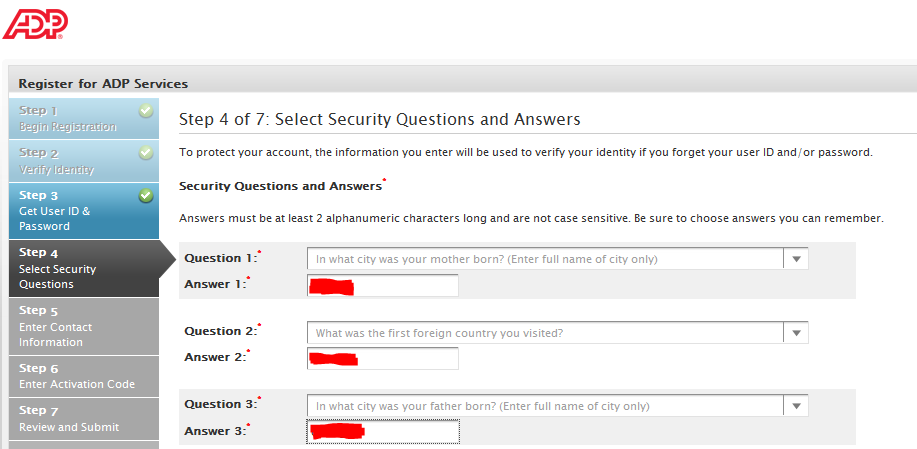 ADP
Register for ADP Services
Step 1
Begin Registration
Step 2
Verify Identity
Step 3
Get User ID &
Password
Step 4
Select Security
Questions
Step 5
Enter Contact
Information
Step 6
Enter Activation Code
Step 7
Review and Submit
Step 4 of 7: Select Security Questions and Answers
To protect your account, the information you enter will be used to verify your identity if you forget your user ID and/or password.
Security Questions and Answers*
Answers must be at least 2 alphanumeric characters long and are not case sensitive. Be sure to choose answers you can remember.
Question 1:* In what city was your mother born? (Enter full name of city only)
Answer 1:*
Question 2:* What was the first foreign country you visited?
Answer 2:*
Question 3:* In what city was your father born? (Enter full name of city only)
Answer 3:*